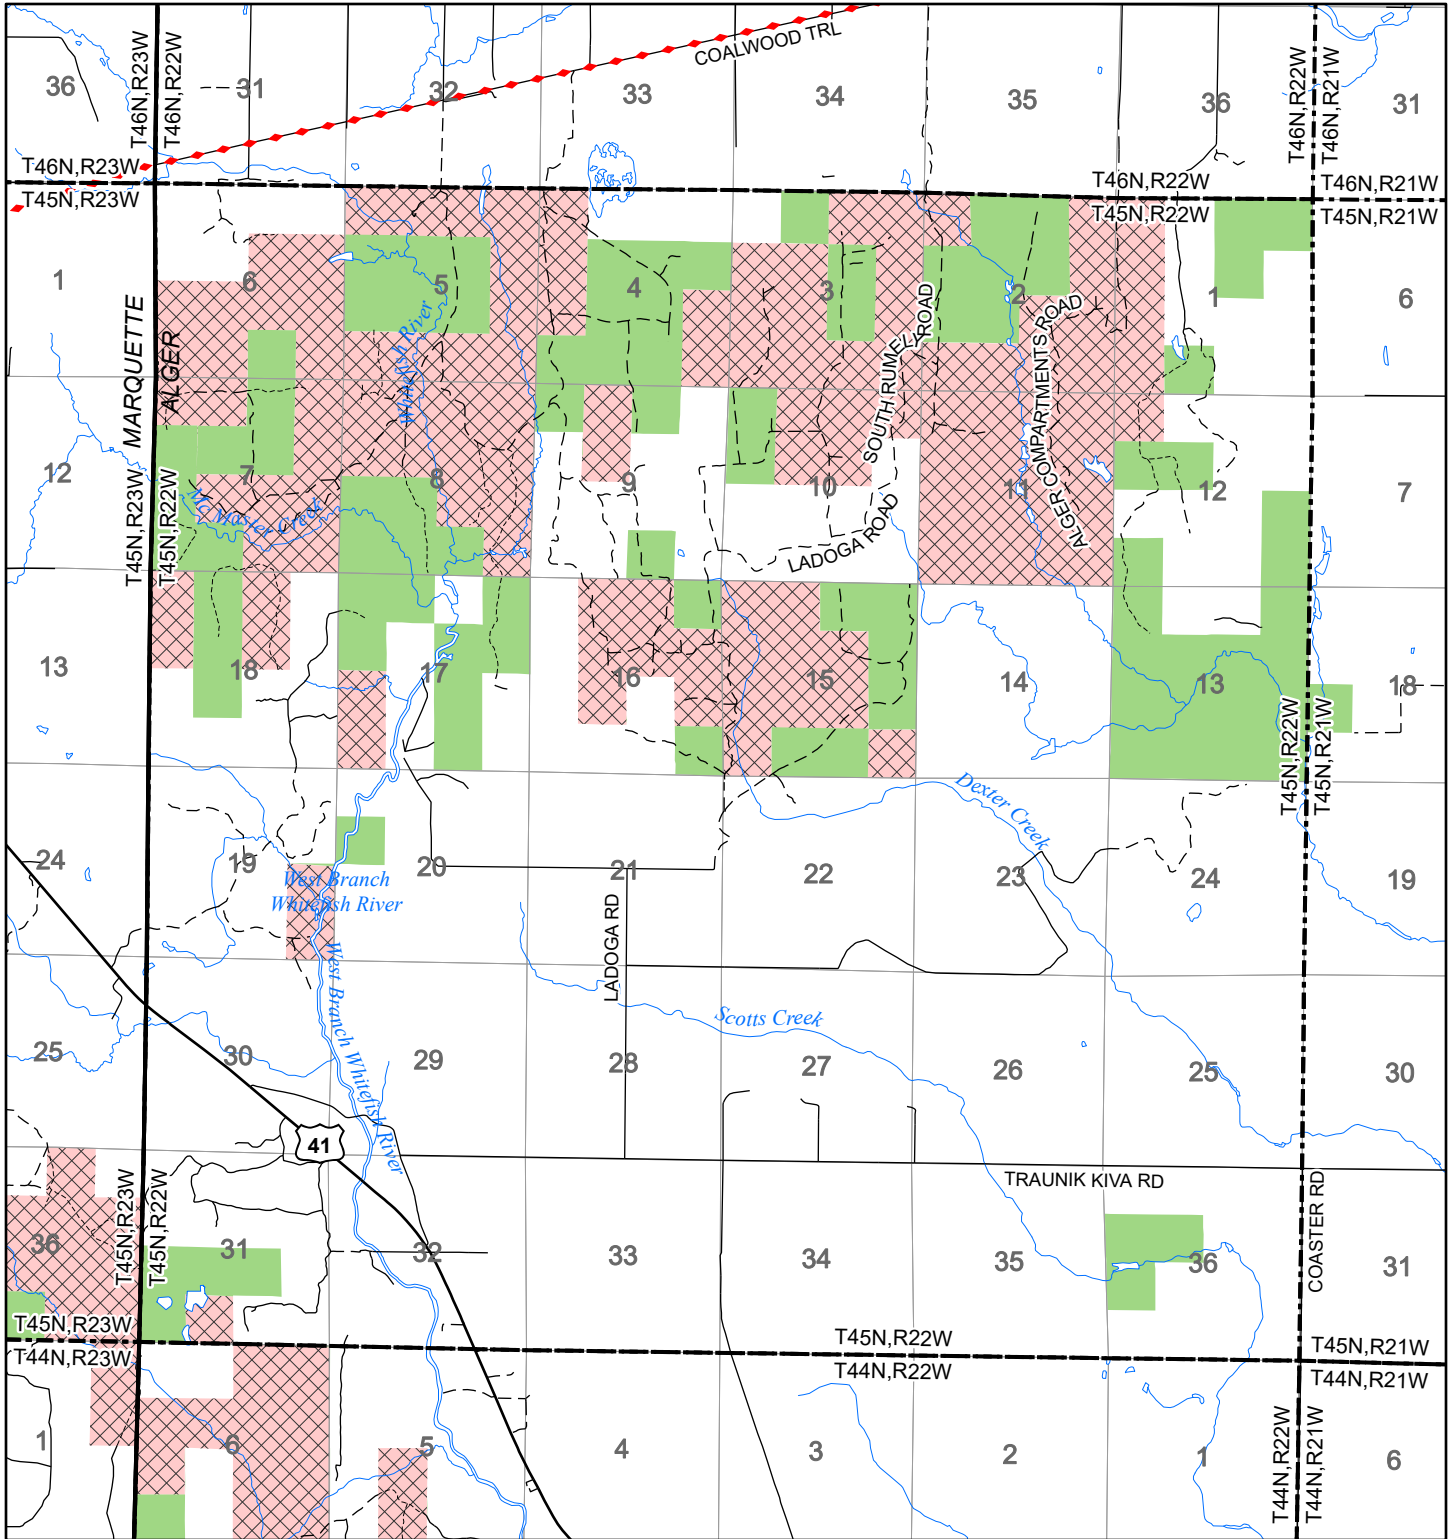 COALWOOD TRL
36
31
32
33
34
35
36
31
T46N,R23W
T46N,R22W
T46N,R22W
T46N,R21W
T46N,R23W
T45N,R23W
T46N,R22W
T45N,R22W
T46N,R21W
T45N,R21W
1
6
5
4
3
2
1
6
MARQUETTE
ALGER
Whitefish River
SOUTH RUMELY ROAD
ALGER COMPARTMENTS ROAD
12
7
8
9
10
11
12
7
T45N,R23W
T45N,R22W
Mc Master Creek
LADOGA ROAD
13
18
17
16
15
14
13
18
T45N,R22W
T45N,R21W
Dexter Creek
24
19
20
21
22
23
24
19
West Branch
Whitefish River
LADOGA RD
West Branch Whitefish River
Scotts Creek
25
30
29
28
27
26
25
30
41
TRAUNIK KIVA RD
COASTER RD
T45N,R23W
T45N,R22W
36
31
32
33
34
35
36
31
T45N,R23W
T44N,R23W
T45N,R22W
T44N,R22W
T45N,R21W
T44N,R21W
1
6
5
4
3
2
1
6
T44N,R22W
T44N,R21W